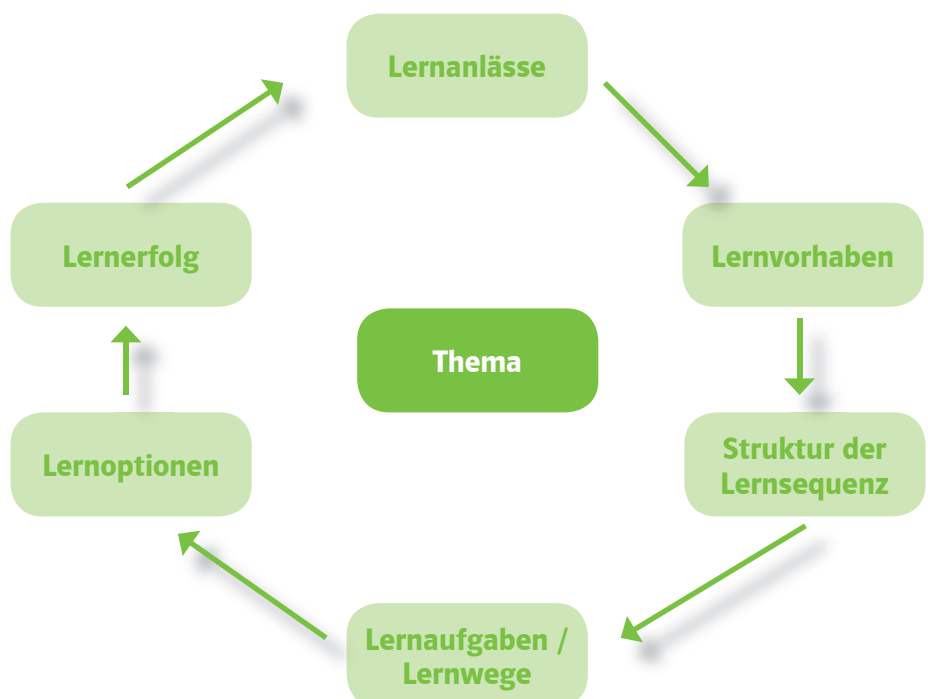 Lernanlässe
Lernerfolg
Lernvorhaben
Thema
Lernoptionen
Struktur der
Lernsequenz
Lernaufgaben /
Lernwege